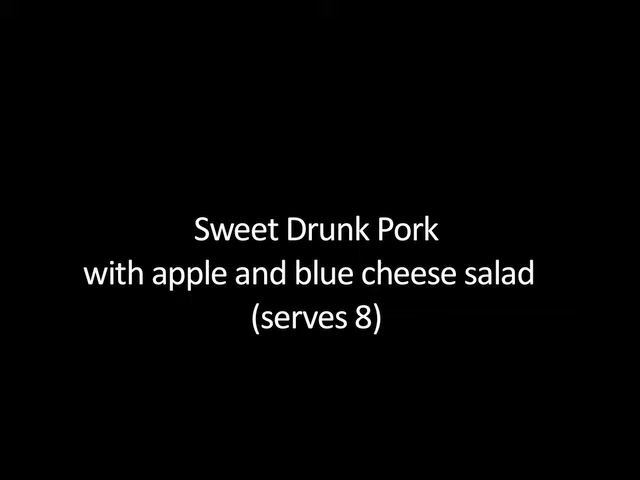 Sweet Drunk Pork
with apple and blue cheese salad
(serves 8)